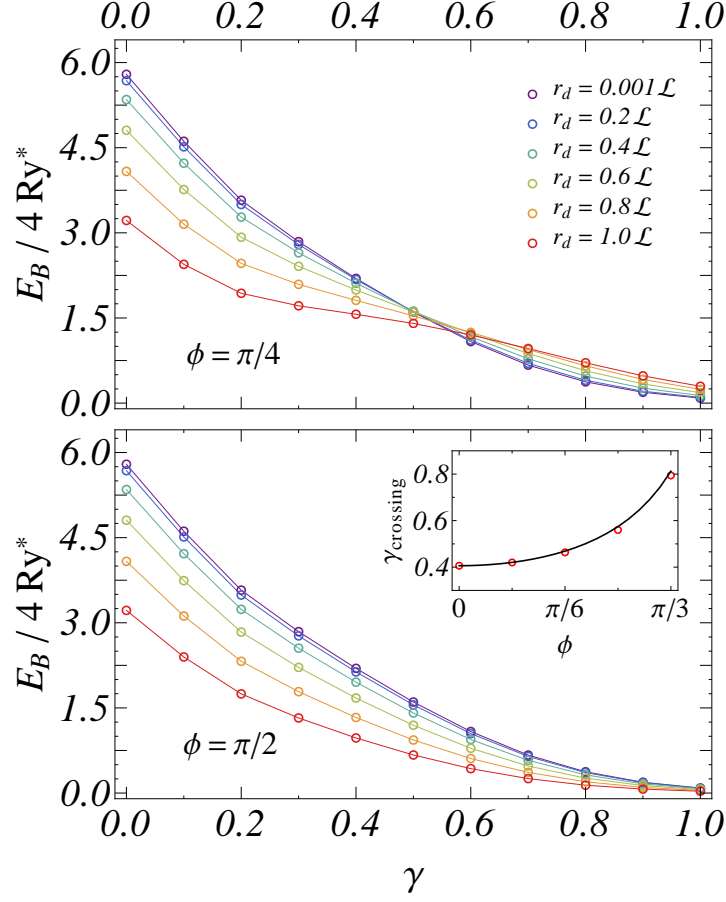 0.0 0.2 0.4 0.6 0.8 1.0
6.0
4.5
3.0
1.5
0.0
E_B / 4 Ry*
r_d = 0.001ℒ
r_d = 0.2ℒ
r_d = 0.4ℒ
r_d = 0.6ℒ
r_d = 0.8ℒ
r_d = 1.0ℒ
ϕ = π/4
6.0
4.5
3.0
1.5
0.0
E_B / 4 Ry*
0.8
0.6
0.4
γcrossing
0 π/6 π/3
ϕ
ϕ = π/2
0.0 0.2 0.4 0.6 0.8 1.0
γ